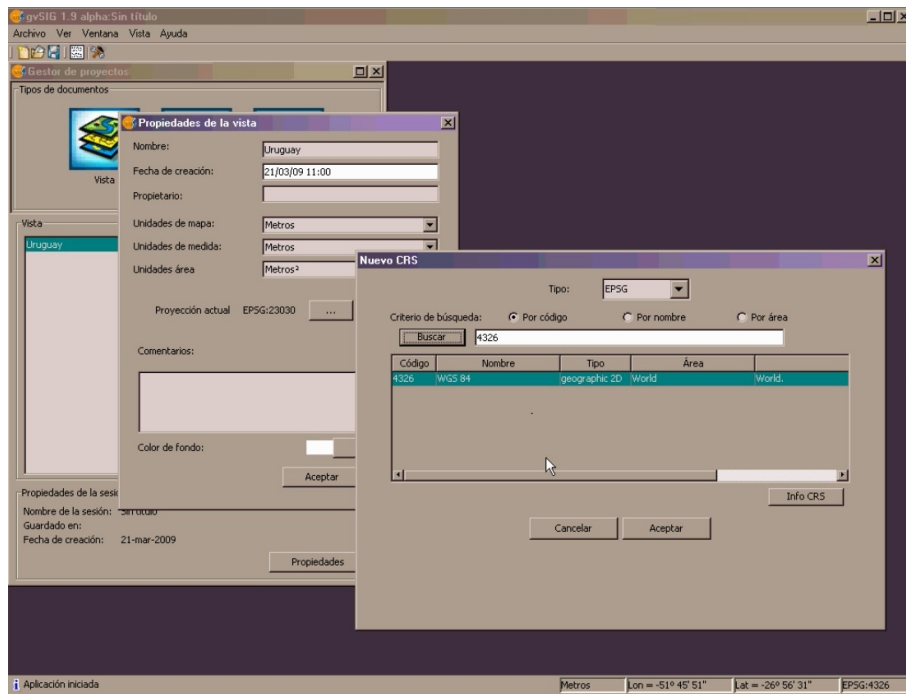 gvSIG 1.9 alpha:Sin título
Archivo Ver Ventana Vista Ayuda
Gestor de proyectos
Tipos de documentos
Vista
Vista
Uruguay
Propiedades de la vista
Nombre: Uruguay
Fecha de creación: 21/03/09 11:00
Propietario:
Unidades de mapa: Metros
Unidades de medida: Metros
Unidades área Metros²
Proyección actual EPSG:23030 ...
Comentarios:
Color de fondo:
Aceptar
Nuevo CRS
Tipo: EPSG
Criterio de búsqueda: Por código Por nombre Por área
Buscar 4326
Código Nombre Tipo Área
4326 WGS 84 geographic 2D World World.
Info CRS
Cancelar Aceptar
Propiedades de la sesi
Nombre de la sesión: Sin título
Guardado en:
Fecha de creación: 21-mar-2009
Propiedades
Aplicación iniciada
Metros Lon = -51º 45' 51" Lat = -26º 56' 31" EPSG:4326